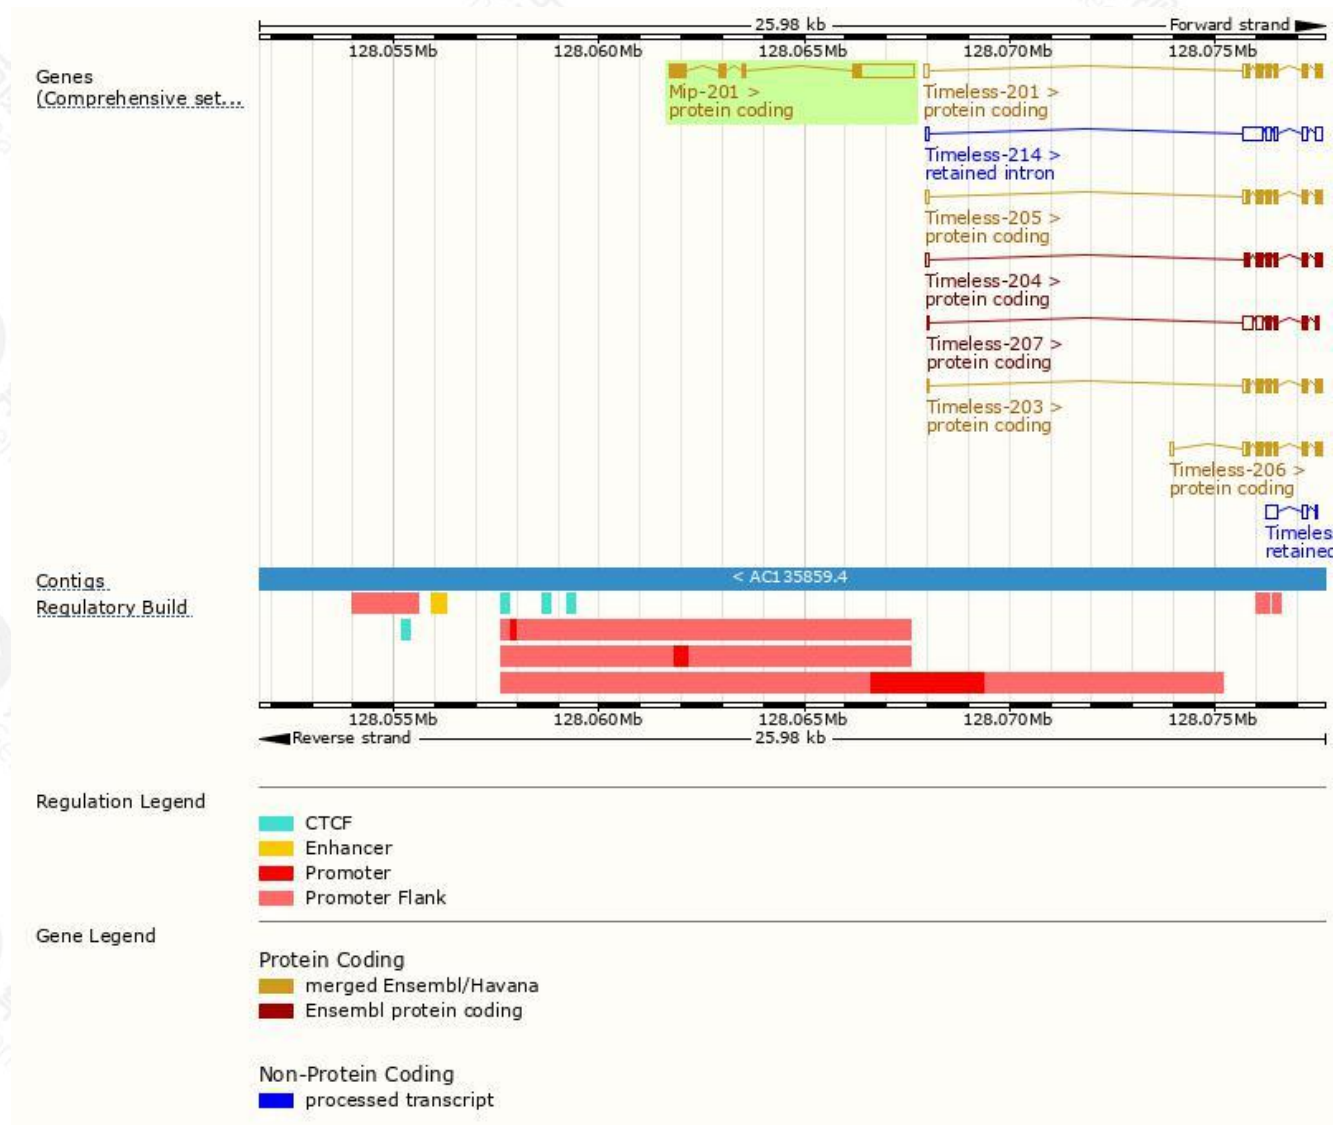 25.98 kb
Forward strand
128.055Mb 128.060Mb 128.065Mb 128.070Mb 128.075Mb
Genes
(Comprehensive set...
Mip-201 >
protein coding
Timeless-201 >
protein coding
Timeless-214 >
retained intron
Timeless-205 >
protein coding
Timeless-204 >
protein coding
Timeless-207 >
protein coding
Timeless-203 >
protein coding
Timeless-206 >
protein coding
Timeles
retained
Contigs
< AC135859.4
Regulatory Build
128.055Mb 128.060Mb 128.065Mb 128.070Mb 128.075Mb
Reverse strand
25.98 kb
Regulation Legend
CTCF
Enhancer
Promoter
Promoter Flank
Gene Legend
Protein Coding
merged Ensembl/Havana
Ensembl protein coding
Non-Protein Coding
processed transcript